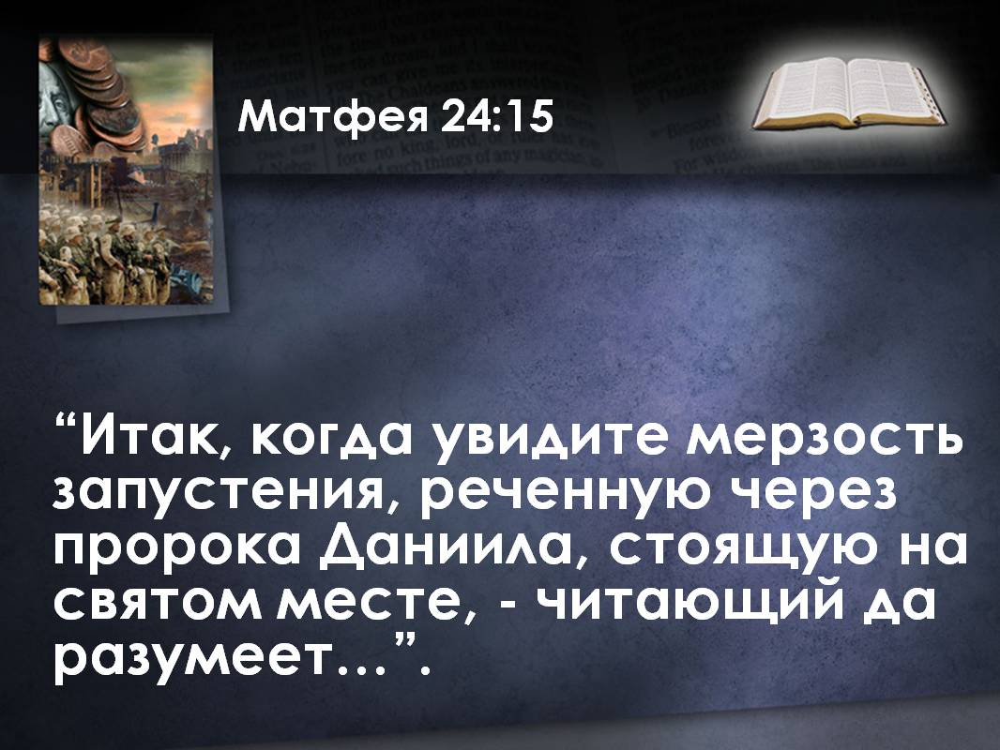 Матфея 24:15
“Итак, когда увидите мерзость
запустения, реченную через
пророка Даниила, стоящую на
святом месте, - читающий да
разумеет…”.